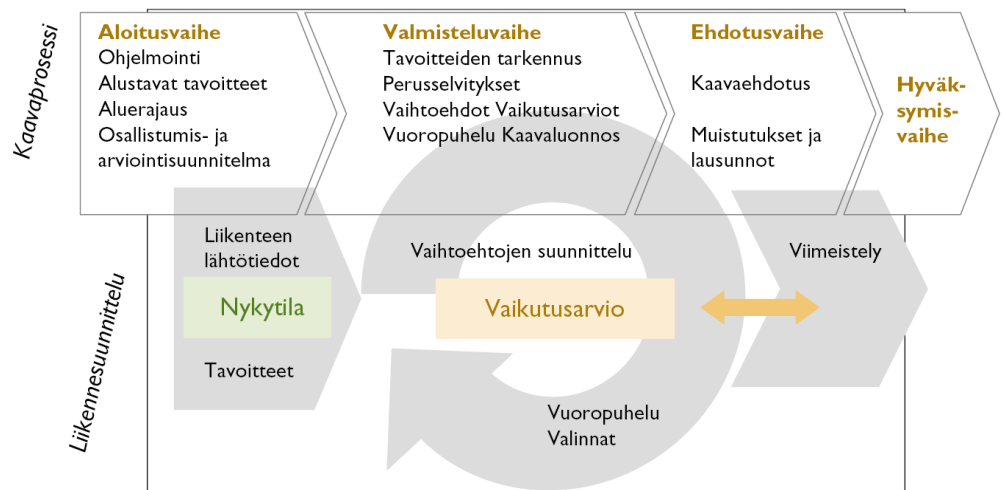 Kaavaprosessi
Aloitusvaihe
Ohjelmointi
Alustavat tavoitteet
Aluerajaus
Osallistumis- ja
arviointisuunnitelma
Valmisteluvaihe
Tavoitteiden tarkennus
Perusselvitykset
Vaihtoehdot Vaikutusarviot
Vuoropuhelu Kaavaluonnos
Ehdotusvaihe
Kaavaehdotus
Muistutukset ja
lausunnot
Hyväk-
symis-
vaihe
Liikennesuunnittelu
Liikenteen
lähtötiedot
Nykytila
Tavoitteet
Vaihtoehtojen suunnittelu
Vaikutusarvio
Vuoropuhelu
Valinnat
Viimeistely